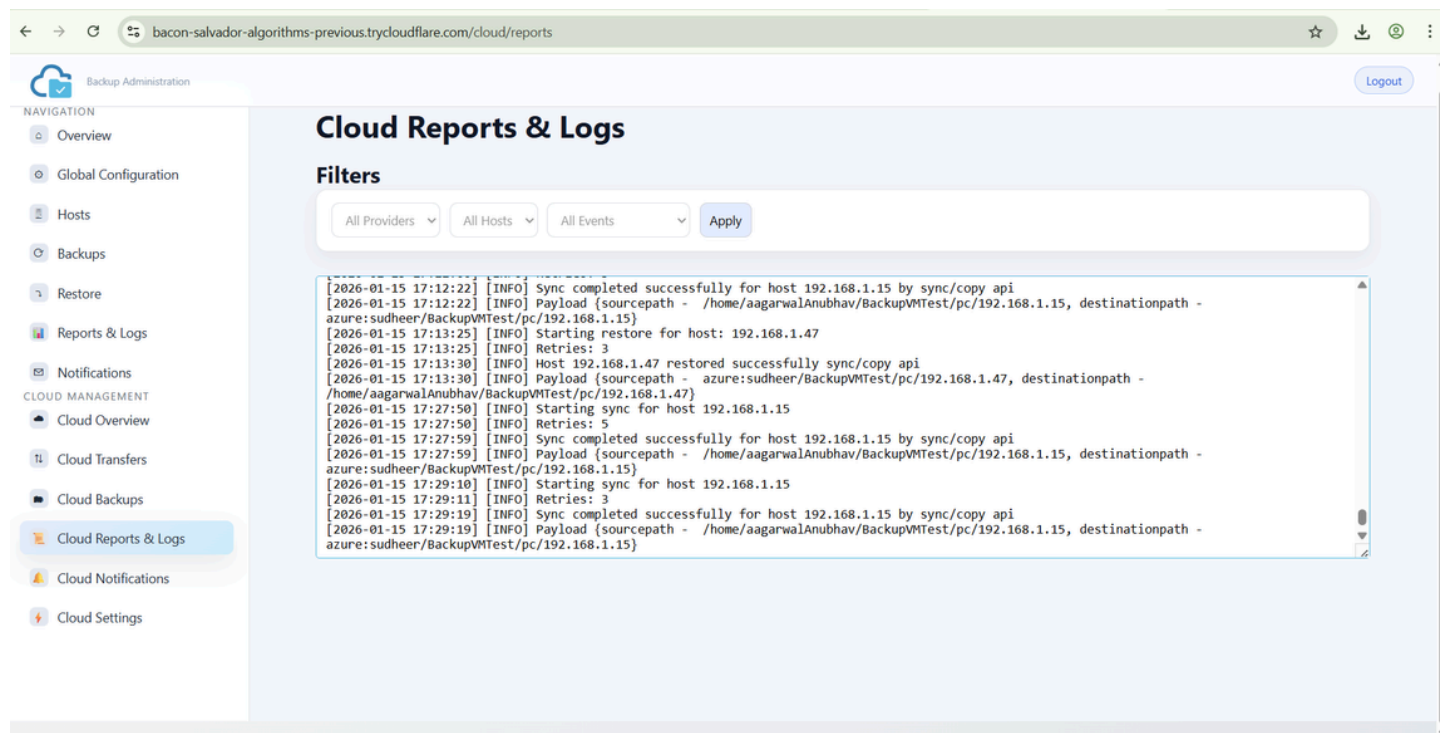 bacon-salvador-algorithms-previous.trycloudflare.com/cloud/reports
Backup Administration
Logout
NAVIGATION
Overview
Global Configuration
Hosts
Backups
Restore
Reports & Logs
Notifications
CLOUD MANAGEMENT
Cloud Overview
Cloud Transfers
Cloud Backups
Cloud Reports & Logs
Cloud Notifications
Cloud Settings
Cloud Reports & Logs
Filters
All Providers
All Hosts
All Events
Apply
[2026-01-15 17:12:22] [INFO] Sync completed successfully for host 192.168.1.15 by sync/copy api
[2026-01-15 17:12:22] [INFO] Payload {sourcepath -  /home/aagarwalAnubhav/BackupVMTest/pc/192.168.1.15, destinationpath -
azure:sudheer/BackupVMTest/pc/192.168.1.15}
[2026-01-15 17:13:25] [INFO] Starting restore for host: 192.168.1.47
[2026-01-15 17:13:25] [INFO] Retries: 3
[2026-01-15 17:13:30] [INFO] Host 192.168.1.47 restored successfully sync/copy api
[2026-01-15 17:13:30] [INFO] Payload {sourcepath -  azure:sudheer/BackupVMTest/pc/192.168.1.47, destinationpath -
/home/aagarwalAnubhav/BackupVMTest/pc/192.168.1.47}
[2026-01-15 17:27:50] [INFO] Starting sync for host 192.168.1.15
[2026-01-15 17:27:50] [INFO] Retries: 5
[2026-01-15 17:27:59] [INFO] Sync completed successfully for host 192.168.1.15 by sync/copy api
[2026-01-15 17:27:59] [INFO] Payload {sourcepath -  /home/aagarwalAnubhav/BackupVMTest/pc/192.168.1.15, destinationpath -
azure:sudheer/BackupVMTest/pc/192.168.1.15}
[2026-01-15 17:29:10] [INFO] Starting sync for host 192.168.1.15
[2026-01-15 17:29:11] [INFO] Retries: 3
[2026-01-15 17:29:19] [INFO] Sync completed successfully for host 192.168.1.15 by sync/copy api
[2026-01-15 17:29:19] [INFO] Payload {sourcepath -  /home/aagarwalAnubhav/BackupVMTest/pc/192.168.1.15, destinationpath -
azure:sudheer/BackupVMTest/pc/192.168.1.15}